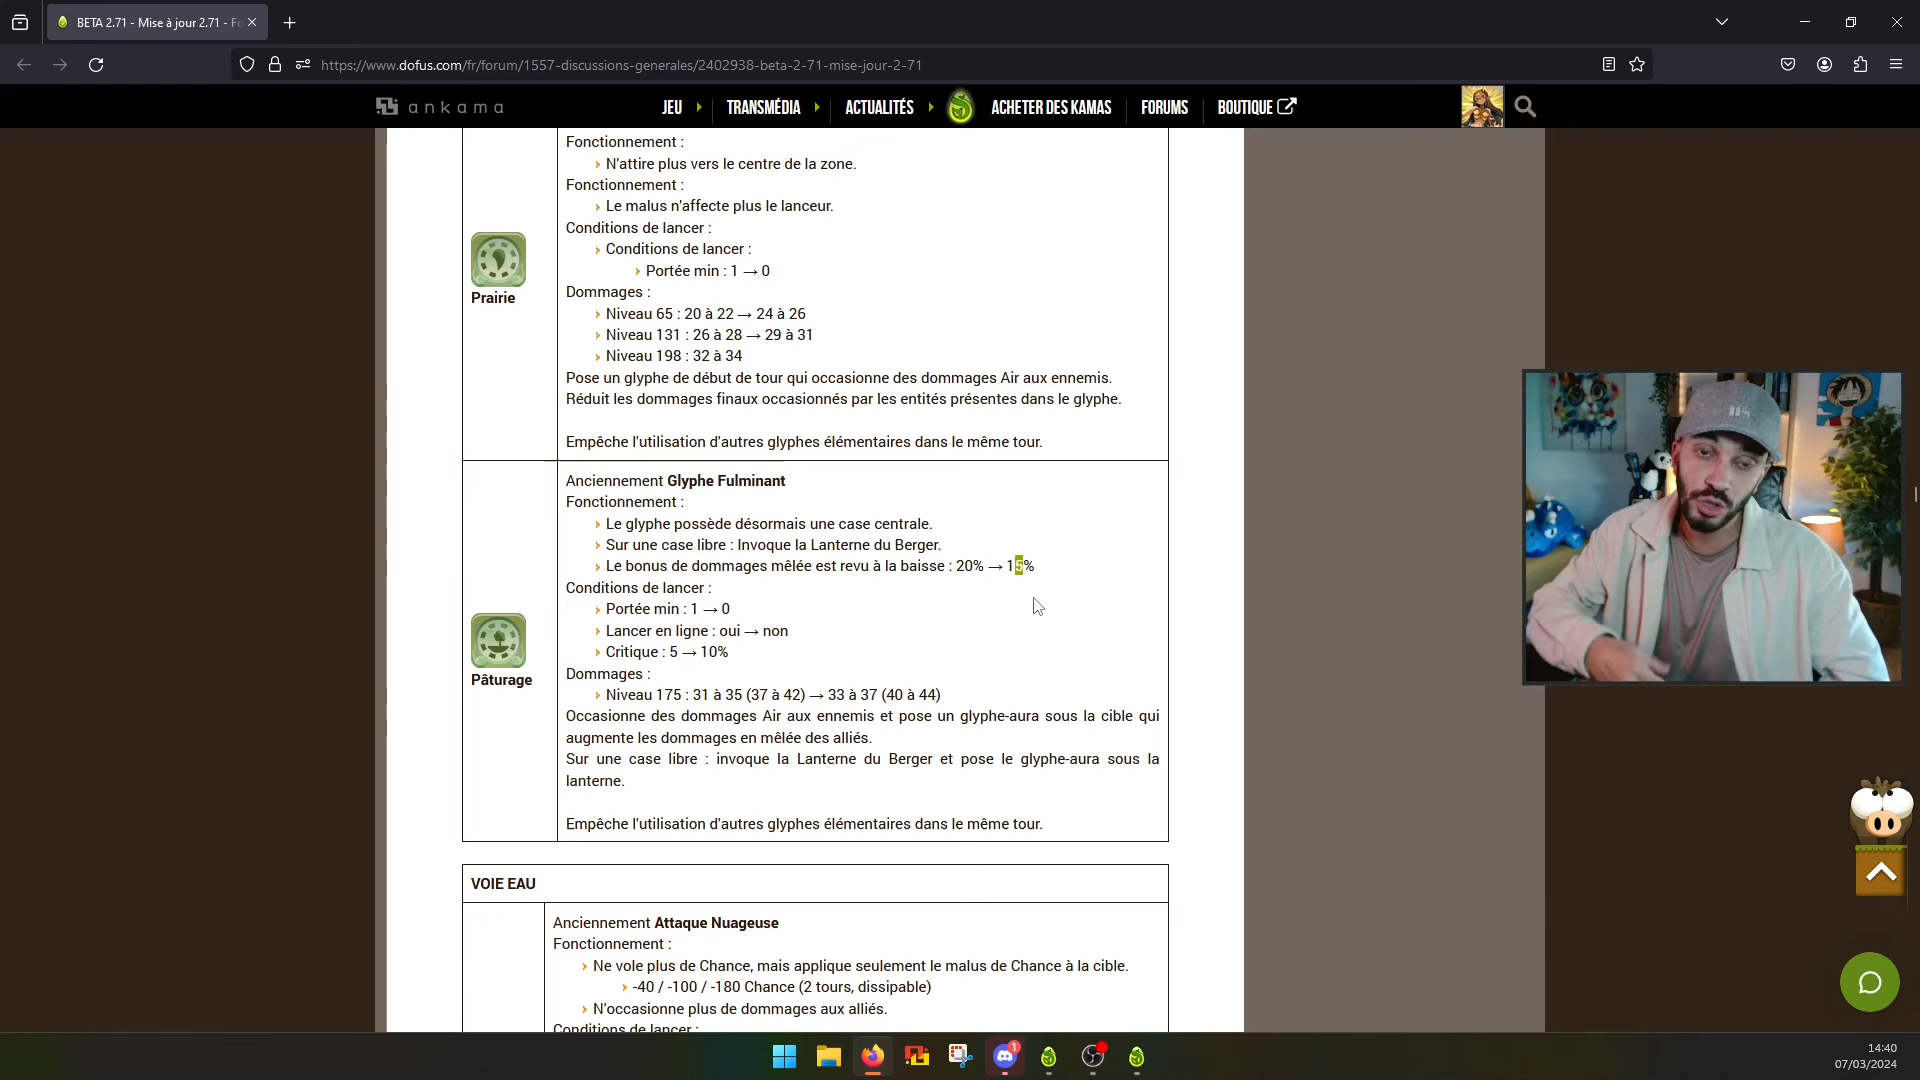 BETA 2.71 - Mise à jour 2.71 - Fo
https://www.dofus.com/fr/forum/1557-discussions-generales/2402938-beta-2-71-mise-jour-2-71
ankama
JEU
TRANSMÉDIA
ACTUALITÉS
ACHETER DES KAMAS
FORUMS
BOUTIQUE
Fonctionnement :
N'attire plus vers le centre de la zone.
Fonctionnement :
Le malus n'affecte plus le lanceur.
Conditions de lancer :
Conditions de lancer :
Portée min : 1 → 0
Prairie
Dommages :
Niveau 65 : 20 à 22 → 24 à 26
Niveau 131 : 26 à 28 → 29 à 31
Niveau 198 : 32 à 34
Pose un glyphe de début de tour qui occasionne des dommages Air aux ennemis.
Réduit les dommages finaux occasionnés par les entités présentes dans le glyphe.
Empêche l'utilisation d'autres glyphes élémentaires dans le même tour.
Anciennement Glyphe Fulminant
Fonctionnement :
Le glyphe possède désormais une case centrale.
Sur une case libre : Invoque la Lanterne du Berger.
Le bonus de dommages mêlée est revu à la baisse : 20% → 15%
Conditions de lancer :
Portée min : 1 → 0
Lancer en ligne : oui → non
Critique : 5 → 10%
Pâturage
Dommages :
Niveau 175 : 31 à 35 (37 à 42) → 33 à 37 (40 à 44)
Occasionne des dommages Air aux ennemis et pose un glyphe-aura sous la cible qui
augmente les dommages en mêlée des alliés.
Sur une case libre : invoque la Lanterne du Berger et pose le glyphe-aura sous la
lanterne.
Empêche l'utilisation d'autres glyphes élémentaires dans le même tour.
VOIE EAU
Anciennement Attaque Nuageuse
Fonctionnement :
Ne vole plus de Chance, mais applique seulement le malus de Chance à la cible.
-40 / -100 / -180 Chance (2 tours, dissipable)
N'occasionne plus de dommages aux alliés.
Conditions de lancer :
1
14:40
07/03/2024